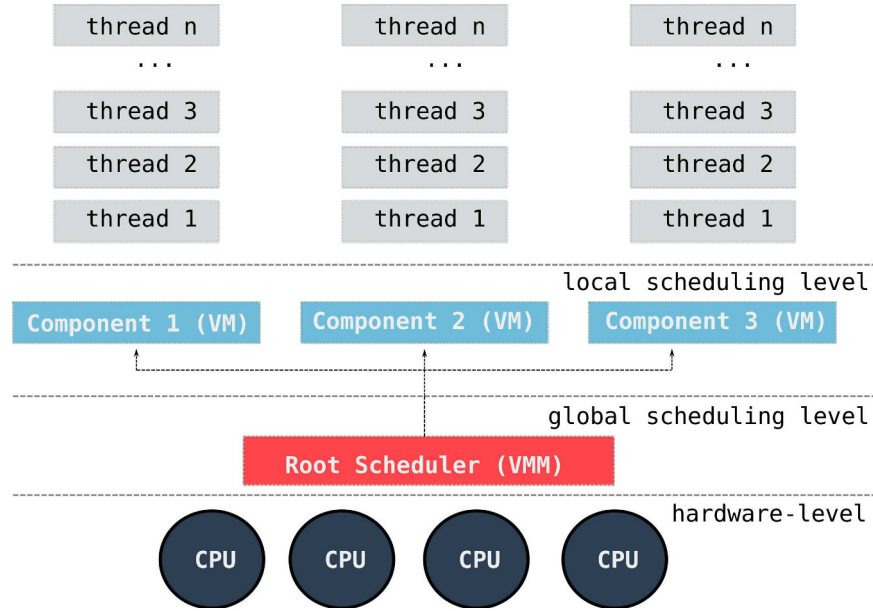 thread n thread n thread n
... ... ...
thread 3 thread 3 thread 3
thread 2 thread 2 thread 2
thread 1 thread 1 thread 1
local scheduling level
Component 1 (VM) Component 2 (VM) Component 3 (VM)
global scheduling level
Root Scheduler (VMM)
hardware-level
CPU CPU CPU CPU